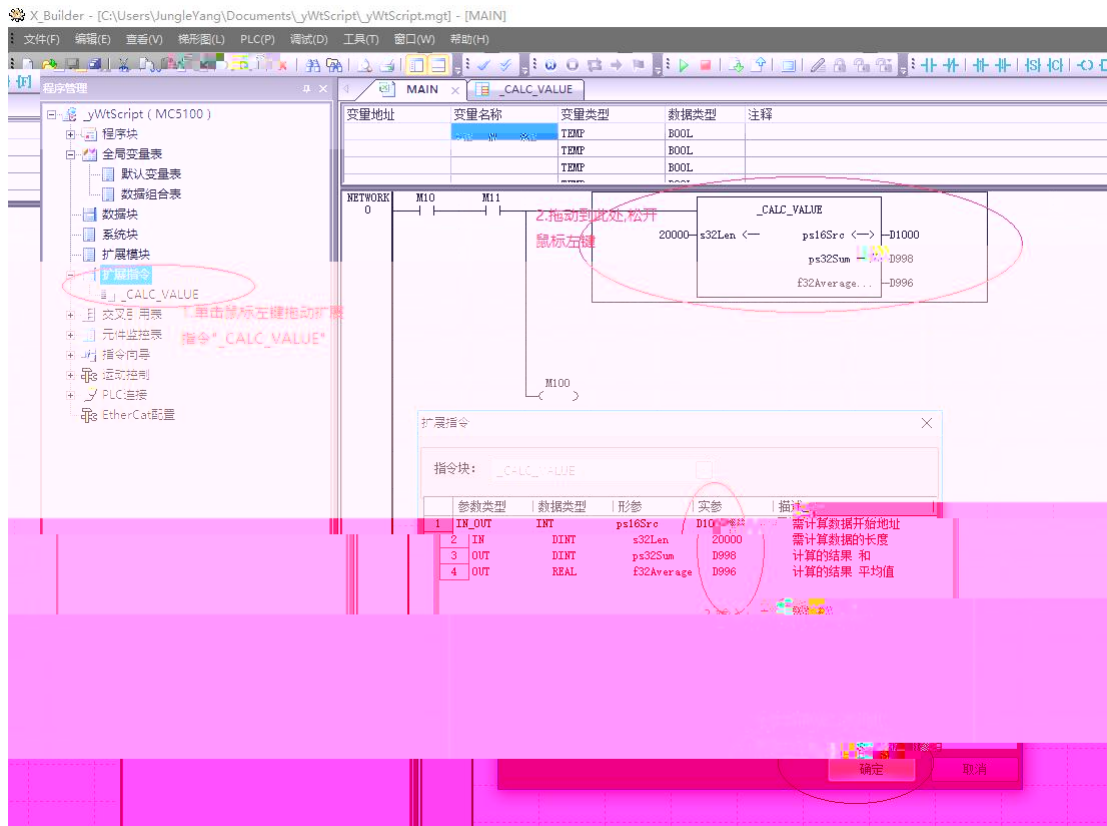 X_Builder - [C:\Users\JungleYang\Documents\_yWtScript\_yWtScript.mgt] - [MAIN]
文件(F) 编辑(E) 查看(V) 梯形图(L) PLC(P) 调试(D) 工具(T) 窗口(W) 帮助(H)
程序管理
_yWtScript ( MC5100 )
程序块
全局变量表
默认变量表
数据组合表
数据块
系统块
扩展模块
扩展指令
_CALC_VALUE
交叉引用表
元件监控表
指令向导
运动控制
PLC连接
EtherCat配置
1.单击鼠标左键拖动扩展
指令"_CALC_VALUE"
MAIN
_CALC_VALUE
变量地址 变量名称 变量类型 数据类型 注释
TEMP BOOL
TEMP BOOL
TEMP BOOL
NETWORK 0
M10 M11
2.拖动到此处,松开
鼠标左键
_CALC_VALUE
20000 s32Len <— ps16Src <—> D1000
ps32Sum D998
f32Average... D996
M100
扩展指令
指令块: _CALC_VALUE
参数类型 数据类型 形参 实参
1 IN_OUT INT ps16Src 需计算数据开始地址
2 IN DINT s32Len 20000 需计算数据的长度
3 OUT DINT ps32Sum D998 计算的结果 和
4 OUT REAL f32Average D996 计算的结果 平均值
确定 取消